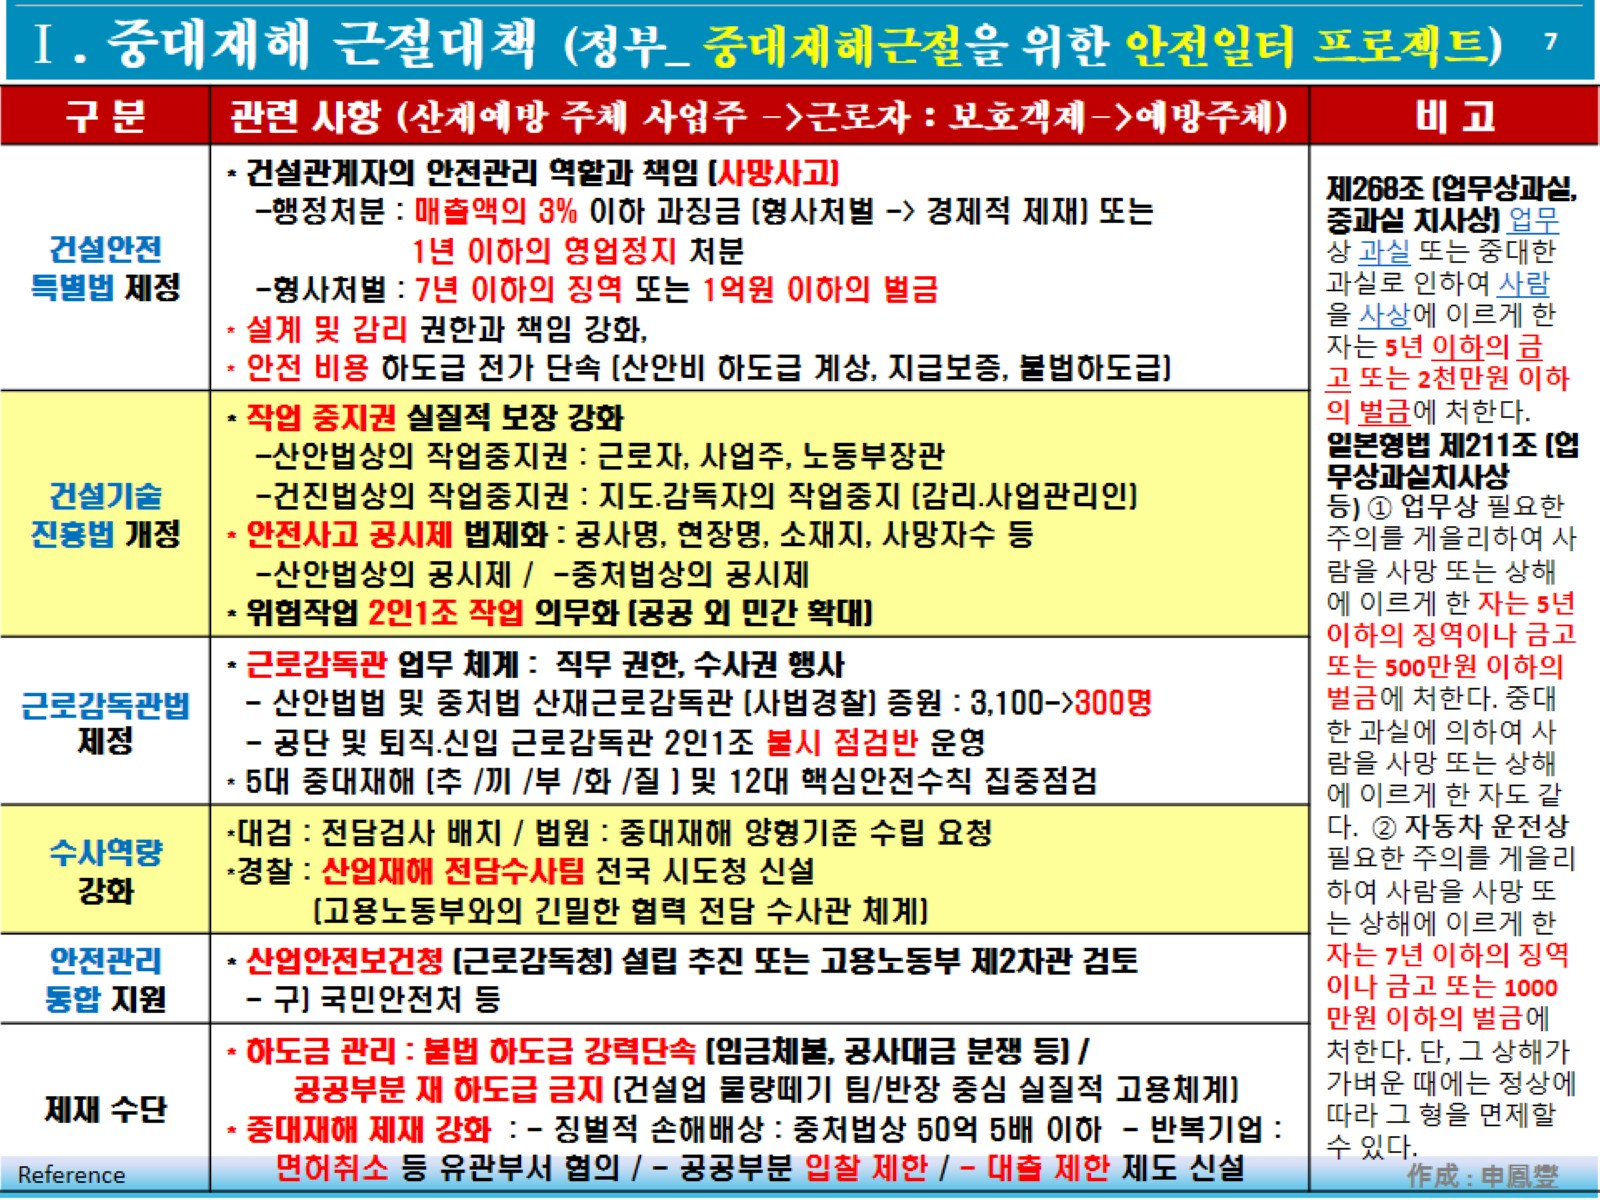 I. 중대재해 근절대책 (정부_ 중대재해근절을 위한 안전일터 프로젝트) 7
구 분
관련 사항 (산재예방 주체 사업주 ->근로자 : 보호객체->예방주체)
비 고
건설안전
특별법 제정
* 건설관계자의 안전관리 역할과 책임 (사망사고)
-행정처분 : 매출액의 3% 이하 과징금 (형사처벌 -> 경제적 제재) 또는
1년 이하의 영업정지 처분
-형사처벌 : 7년 이하의 징역 또는 1억원 이하의 벌금
* 설계 및 감리 권한과 책임 강화,
* 안전 비용 하도급 전가 단속 (산안비 하도급 계상, 지급보증, 불법하도급)
건설기술
진흥법 개정
* 작업 중지권 실질적 보장 강화
-산안법상의 작업중지권 : 근로자, 사업주, 노동부장관
-건진법상의 작업중지권 : 지도.감독자의 작업중지 (감리.사업관리인)
* 안전사고 공시제 법제화 : 공사명, 현장명, 소재지, 사망자수 등
-산안법상의 공시제 / -중처법상의 공시제
* 위험작업 2인1조 작업 의무화 (공공 외 민간 확대)
근로감독관법
제정
* 근로감독관 업무 체계 : 직무 권한, 수사권 행사
- 산안법법 및 중처법 산재근로감독관 (사법경찰) 증원 : 3,100->300명
- 공단 및 퇴직.신입 근로감독관 2인1조 불시 점검반 운영
* 5대 중대재해 (추 /끼 /부 /화 /질 ) 및 12대 핵심안전수칙 집중점검
수사역량
강화
*대검 : 전담검사 배치 / 법원 : 중대재해 양형기준 수립 요청
*경찰 : 산업재해 전담수사팀 전국 시도청 신설
(고용노동부와의 긴밀한 협력 전담 수사관 체계)
안전관리
통합 지원
* 산업안전보건청 (근로감독청) 설립 추진 또는 고용노동부 제2차관 검토
- 구) 국민안전처 등
제재 수단
* 하도금 관리 : 불법 하도급 강력단속 (임금체불, 공사대금 분쟁 등) /
공공부분 재 하도급 금지 (건설업 물량떼기 팀/반장 중심 실질적 고용체계)
* 중대재해 제재 강화 : - 징벌적 손해배상 : 중처법상 50억 5배 이하 - 반복기업 :
면허취소 등 유관부서 협의 / - 공공부분 입찰 제한 / - 대출 제한 제도 신설
제268조 (업무상과실,
중과실 치사상) 업무
상 과실 또는 중대한
과실로 인하여 사람
을 사상에 이르게 한
자는 5년 이하의 금
고 또는 2천만원 이하
의 벌금에 처한다.
일본형법 제211조 (업
무상과실치사상
등) ① 업무상 필요한
주의를 게을리하여 사
람을 사망 또는 상해
에 이르게 한 자는 5년
이하의 징역이나 금고
또는 500만원 이하의
벌금에 처한다. 중대
한 과실에 의하여 사
람을 사망 또는 상해
에 이르게 한 자도 같
다. ② 자동차 운전상
필요한 주의를 게을리
하여 사람을 사망 또
는 상해에 이르게 한
자는 7년 이하의 징역
이나 금고 또는 1000
만원 이하의 벌금에
처한다. 단, 그 상해가
가벼운 때에는 정상에
따라 그 형을 면제할
수 있다.
Reference
作成 : 申鳳燮